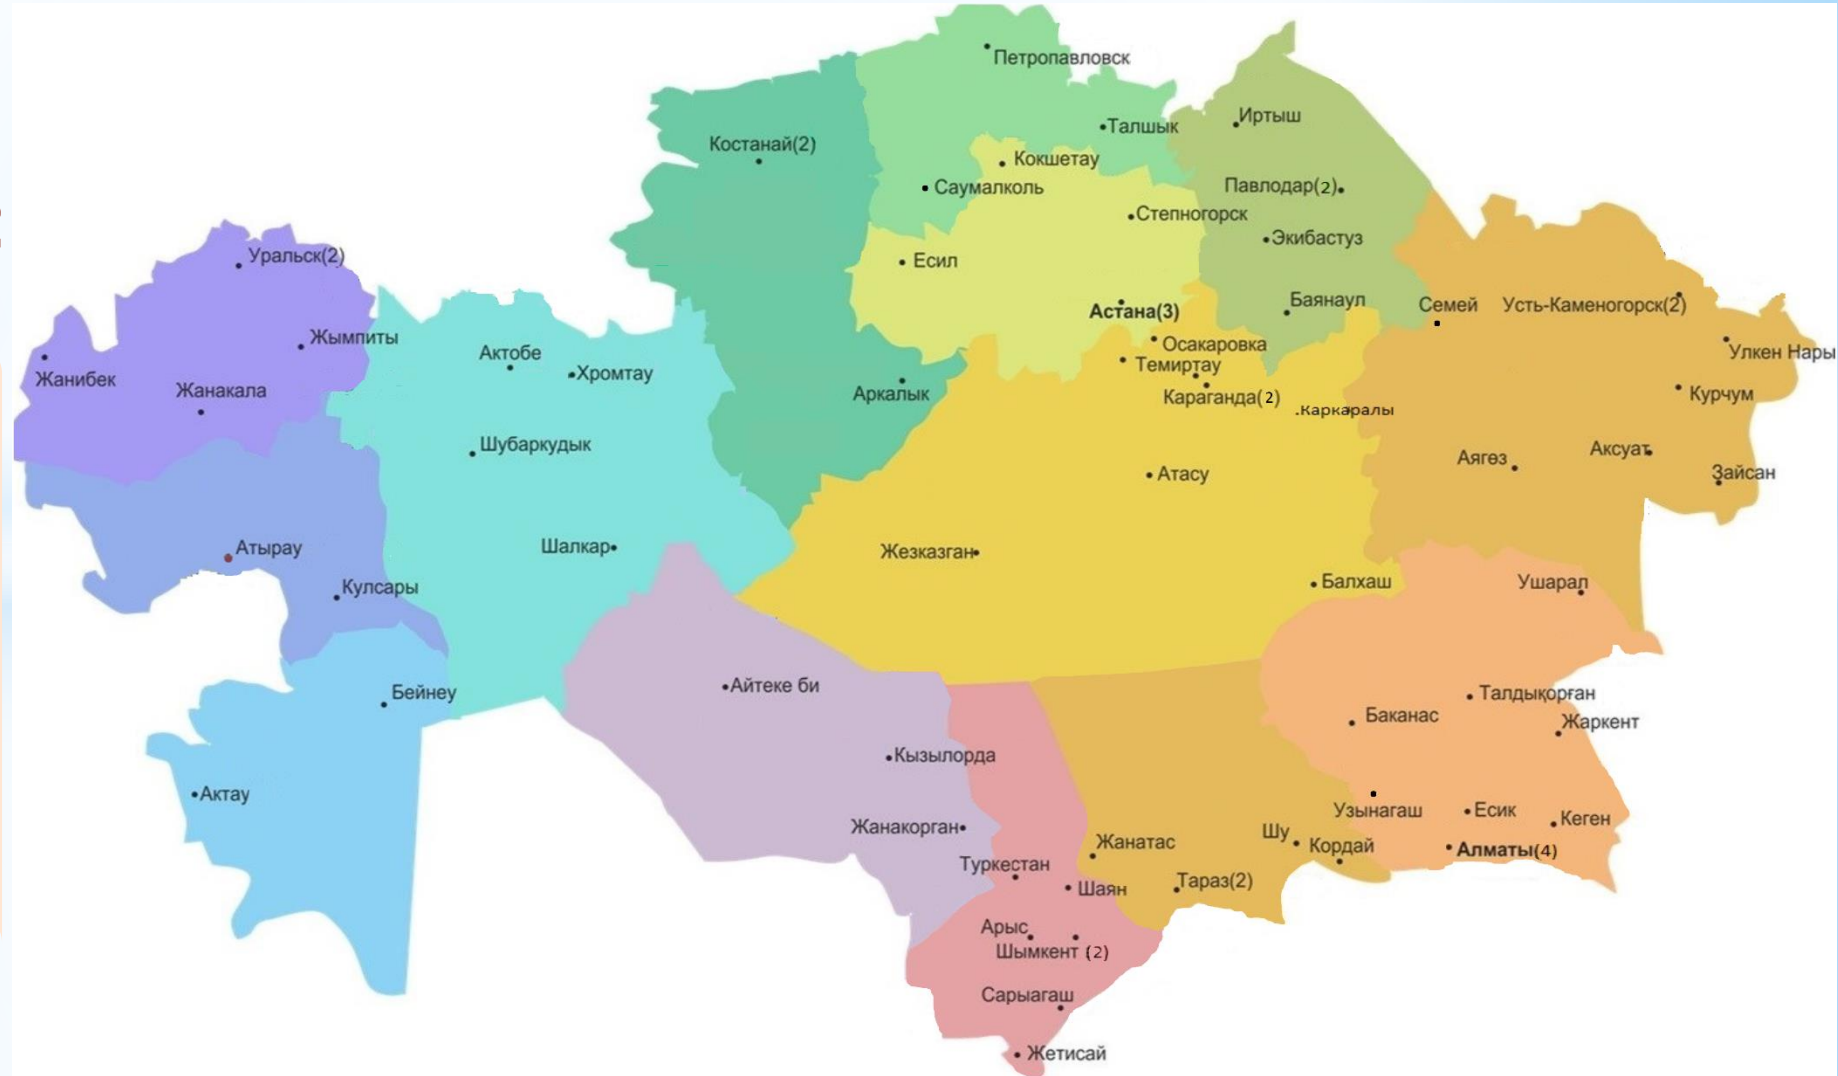 Петропавловск
Иртыш
Талшык
Костанай(2)
Кокшетау
Павлодар(2)
Саумалколь
Степногорск
Экибастуз
Уральск(2)
Есил
Баянаул
Семей
Усть-Каменогорск(2)
Астана(3)
Жымпиты
Осакаровка
Актобе
Улкен Нары
Темиртау
Хромтау
Жанибек
Жанакала
Аркалык
Караганда(2)
Курчум
Каркаралы
Шубаркудык
Аксуат
Аягөз
Атасу
Зайсан
Атырау
Шалкар
Жезказган
Балхаш
Ушарал
Кулсары
Айтеке би
Бейнеу
Талдықорған
Баканас
Жаркент
Кызылорда
Актау
Узынагаш
Есик
Кеген
Жанакорган
Шу
Жанатас
Кордай
Алматы(4)
Туркестан
Тараз(2)
Шаян
Арыс
Шымкент (2)
Сарыагаш
Жетисай